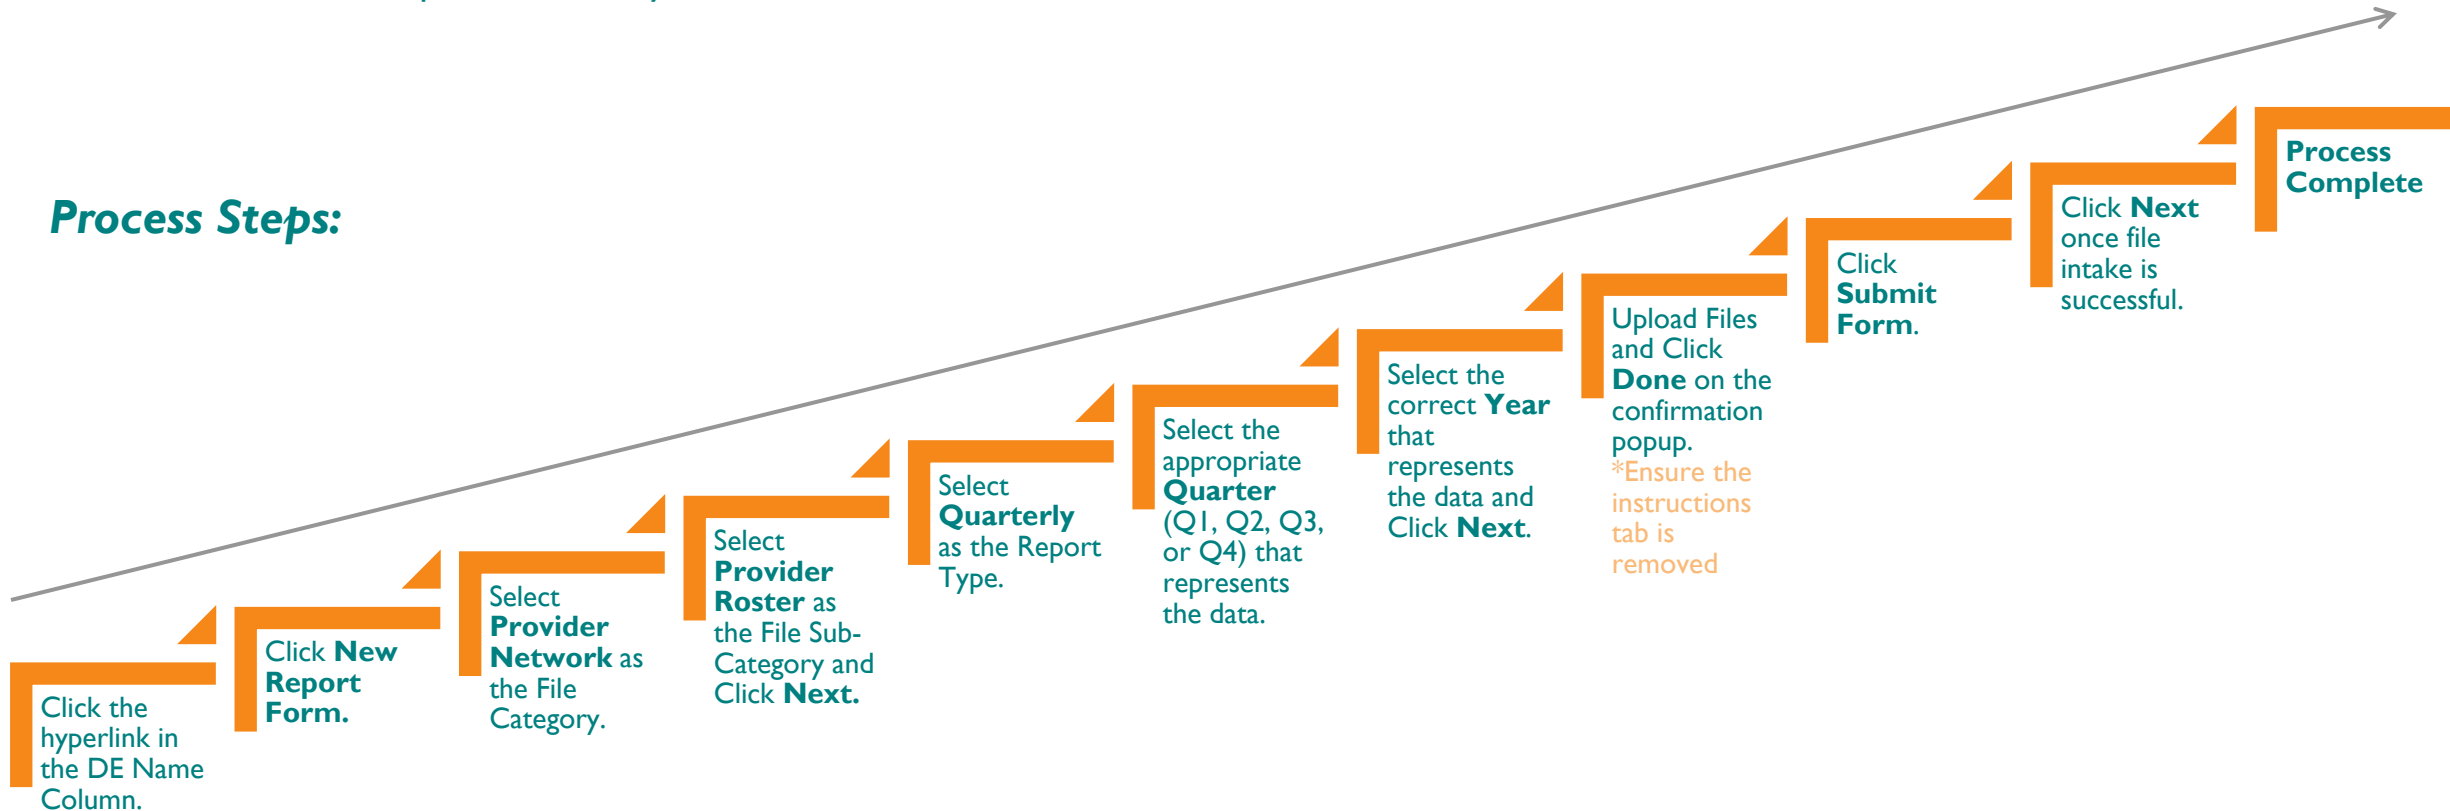 Process Steps:
Click the
hyperlink in
the DE Name
Column.
Click New
Report
Form.
Select
Provider
Network as
the File
Category.
Select
Provider
Roster as
the File Sub-
Category and
Click Next.
Select
Quarterly
as the Report
Type.
Select the
appropriate
Quarter
(Q1, Q2, Q3,
or Q4) that
represents
the data.
Select the
correct Year
that
represents
the data and
Click Next.
Upload Files
and Click
Done on the
confirmation
popup.
*Ensure the
instructions
tab is
removed
Click
Submit
Form.
Click Next
once file
intake is
successful.
Process
Complete